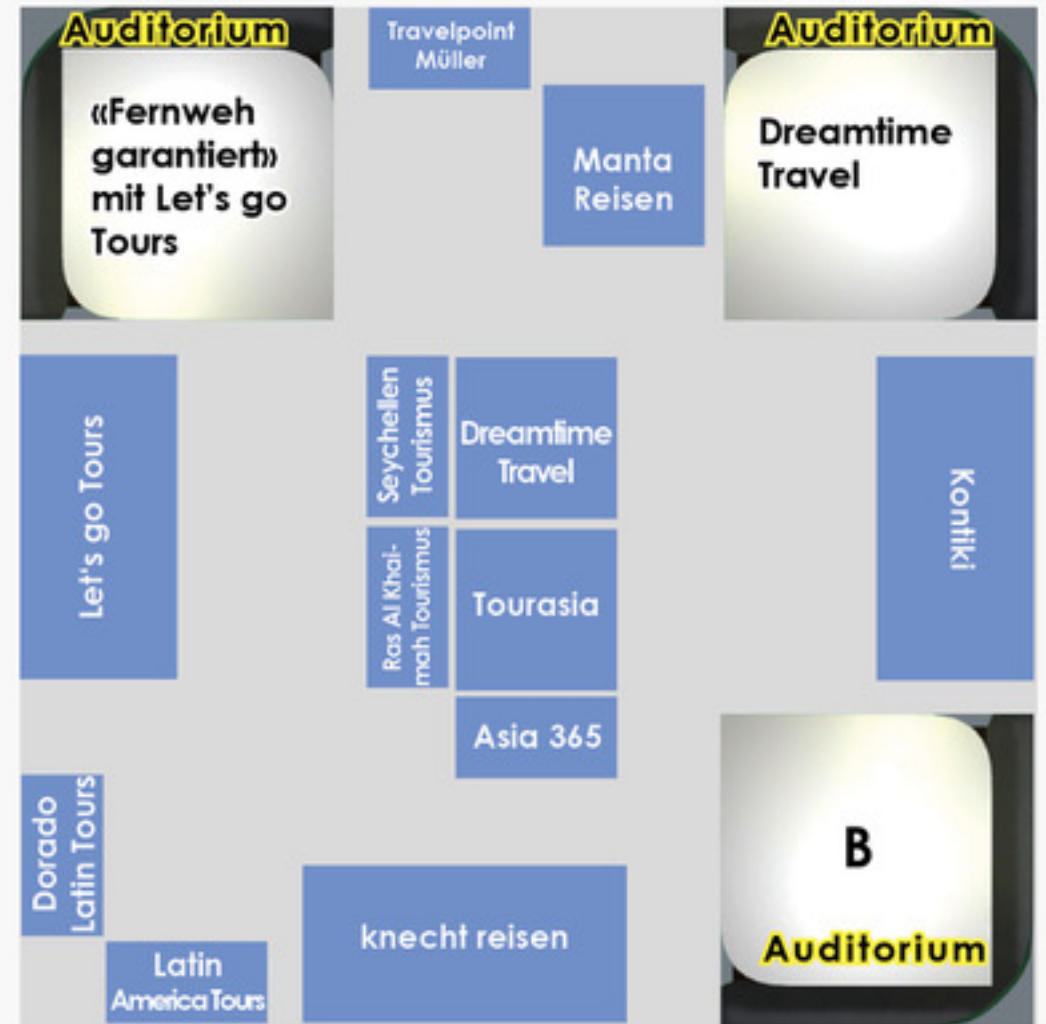 Auditorium
«Fernweh
garantiert»
mit Let's go
Tours
Travelpoint
Müller
Manta
Reisen
Auditorium
Dreamtime
Travel
Let's go Tours
Seychellen
Tourismus
Dreamtime
Travel
Kontiki
Ras Al Khai-
mah Tourismus
Tourasia
Asia 365
Dorado
Latin Tours
Latin
America Tours
knecht reisen
B
Auditorium